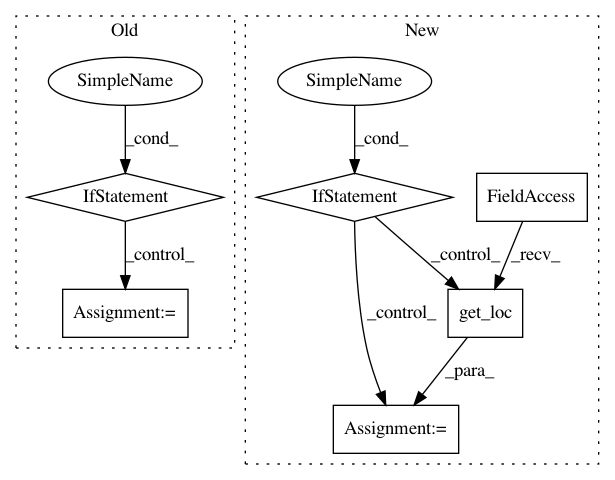 Old
New
SimpleName
SimpleName
_cond_
_cond_
IfStatement
IfStatement
FieldAccess
_control_
_control_
_recv_
Assignment:=
_control_
get_loc
_para_
Assignment:=